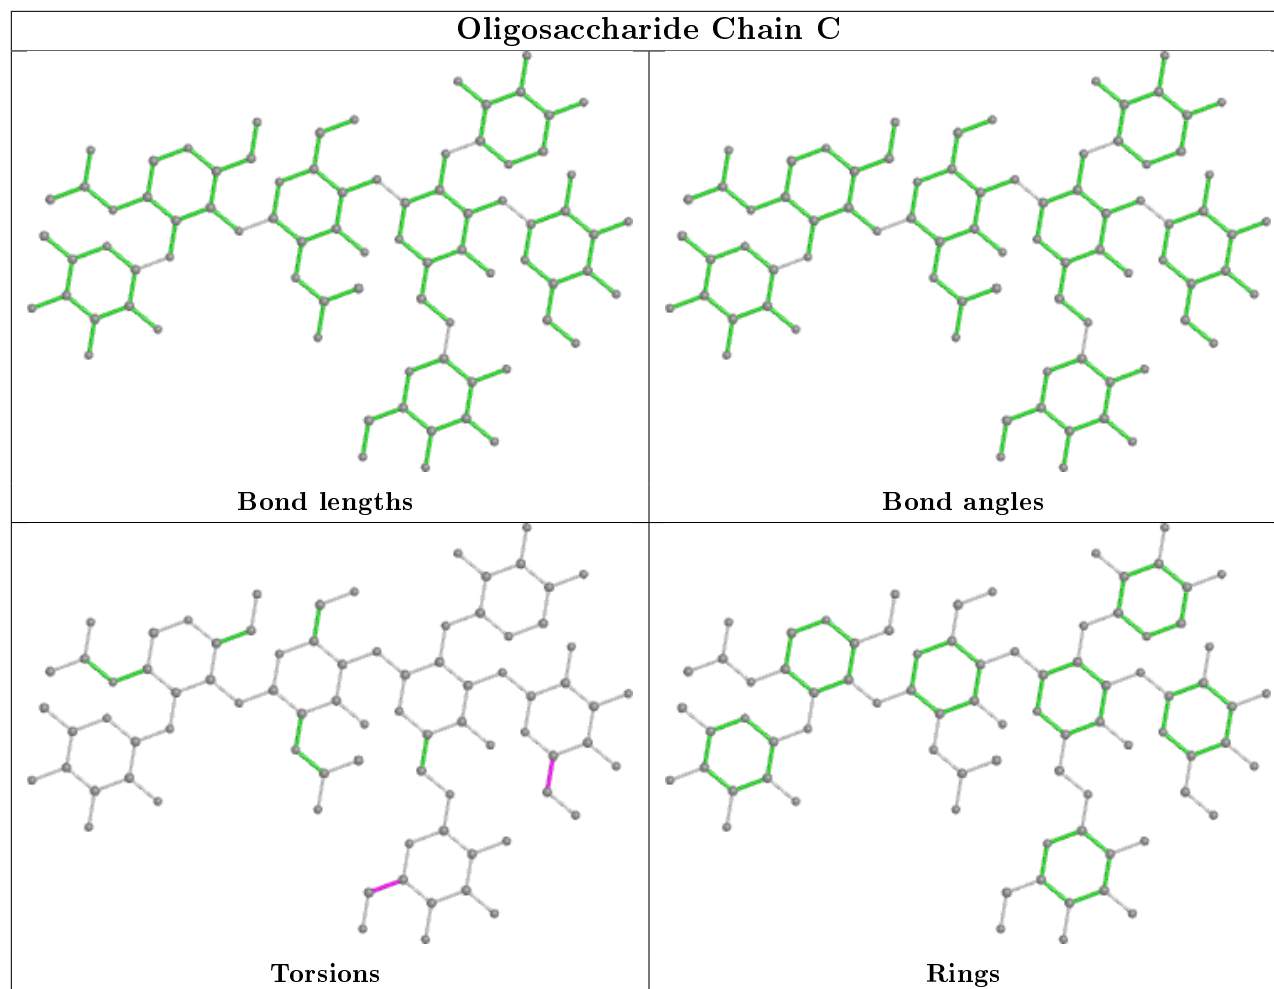 Oligosaccharide Chain C
Bond lengths
Bond angles
Torsions
Rings